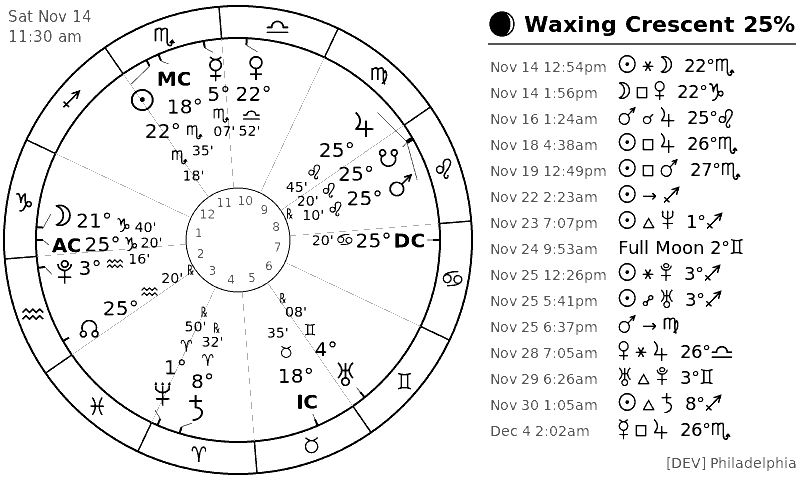 Sat Nov 14
11:30 am
Waxing Crescent 25%
♏ ♎ ♍ ♌ ♋ ♊ ♉ ♈ ♓ ♒ ♑ ♐
MC
18°
♏
35'
☉
22°
♏
18'
☿
5°
♏
07'
♀
22°
♎
52'
♃
25°
♌
45'
℞
☋
25°
♌
20'
♂
25°
♌
10'
☽ 21° ♑ 40'
AC 25° ♑ 20'
♇ 3° ♒ 16'
☊ 25° ♒ 20' ℞
20' ♋ 25° DC
♆ 1° ♈ 50' ℞
♄ 8° ♈ 32' ℞
IC 18° ♉ 35'
♅ 4° ♊ 08' ℞
1 2 3 4 5 6 7 8 9 10 11 12
Nov 14 12:54pm ☉ ⚹ ☽ 22°♏
Nov 14 1:56pm ☽ □ ♀ 22°♑
Nov 16 1:24am ♂ ☌ ♃ 25°♌
Nov 18 4:38am ☉ □ ♃ 26°♏
Nov 19 12:49pm ☉ □ ♂ 27°♏
Nov 22 2:23am ☉ → ♐
Nov 23 7:07pm ☉ △ ♆ 1°♐
Nov 24 9:53am Full Moon 2°♊
Nov 25 12:26pm ☉ ⚹ ♇ 3°♐
Nov 25 5:41pm ☉ ☍ ♅ 3°♐
Nov 25 6:37pm ♂ → ♍
Nov 28 7:05am ♀ ⚹ ♃ 26°♎
Nov 29 6:26am ♅ △ ♇ 3°♊
Nov 30 1:05am ☉ △ ♄ 8°♐
Dec 4 2:02am ☿ □ ♃ 26°♏
[DEV] Philadelphia